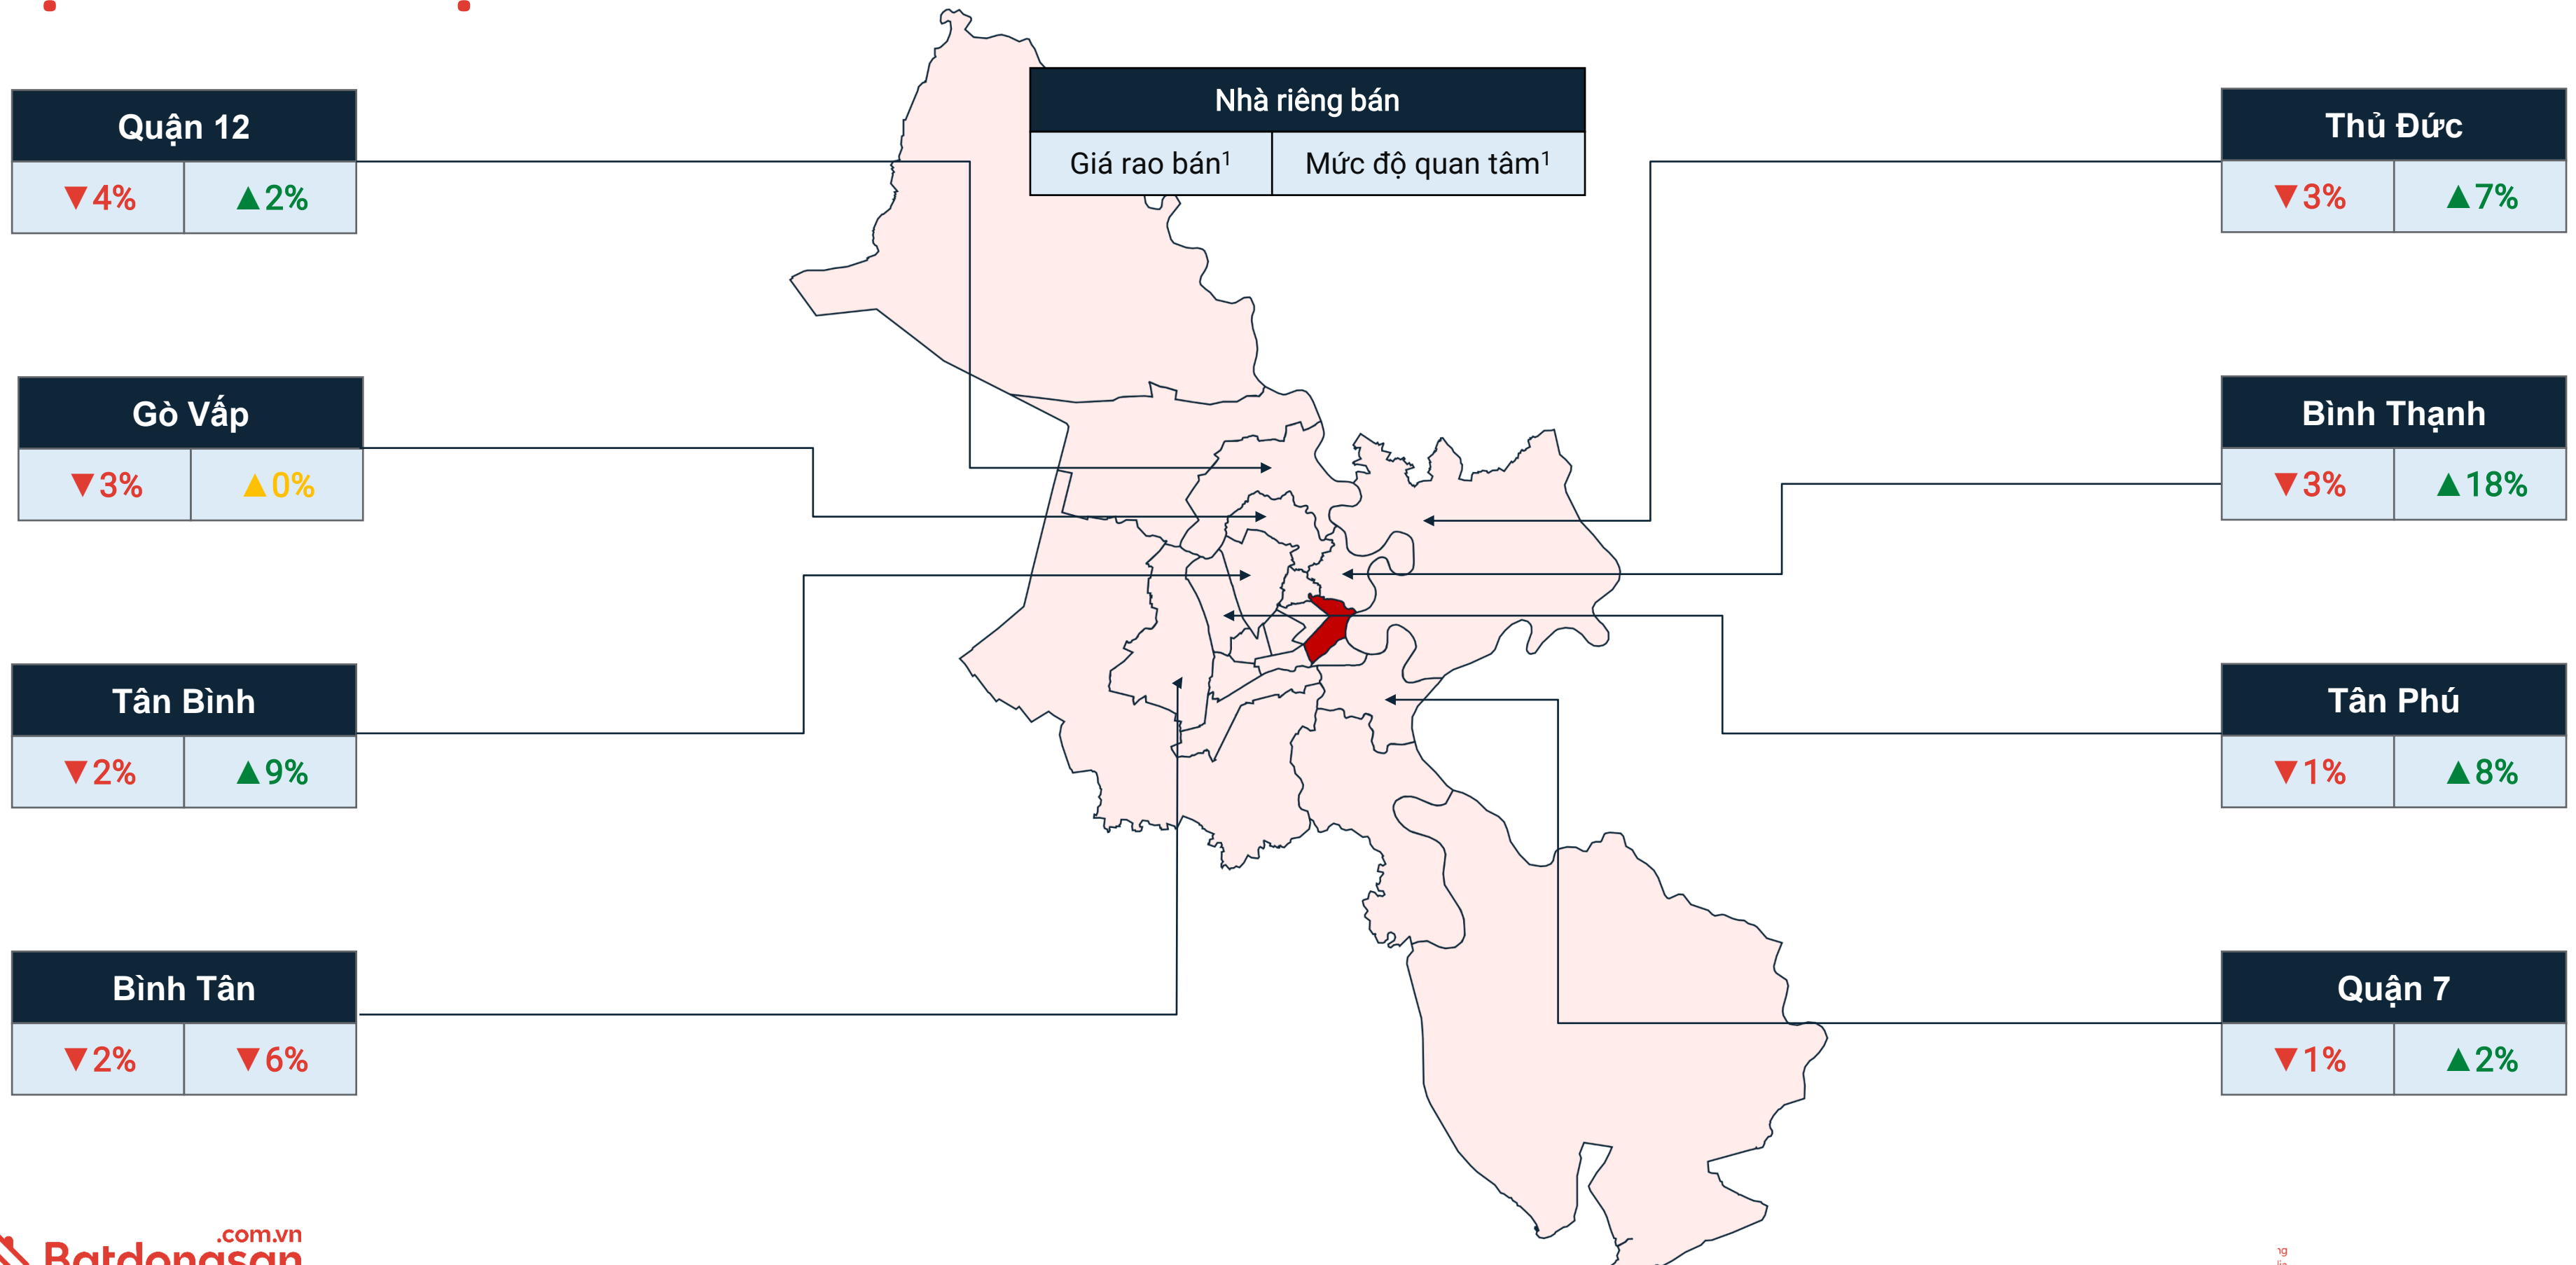 Nhà riêng bán
Giá rao bán¹ Mức độ quan tâm¹
Quận 12
▼4% ▲2%
Gò Vấp
▼3% ▲0%
Tân Bình
▼2% ▲9%
Bình Tân
▼2% ▼6%
Thủ Đức
▼3% ▲7%
Bình Thạnh
▼3% ▲18%
Tân Phú
▼1% ▲8%
Quận 7
▼1% ▲2%
.com.vn
Batdongsan